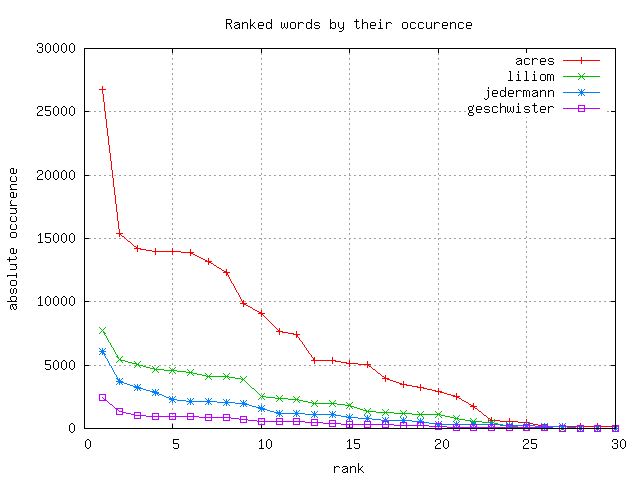 Ranked words by their occurence
30000
25000
20000
15000
10000
5000
0
absolute occurence
acres
liliom
jedermann
geschwister
0 5 10 15 20 25 30
rank